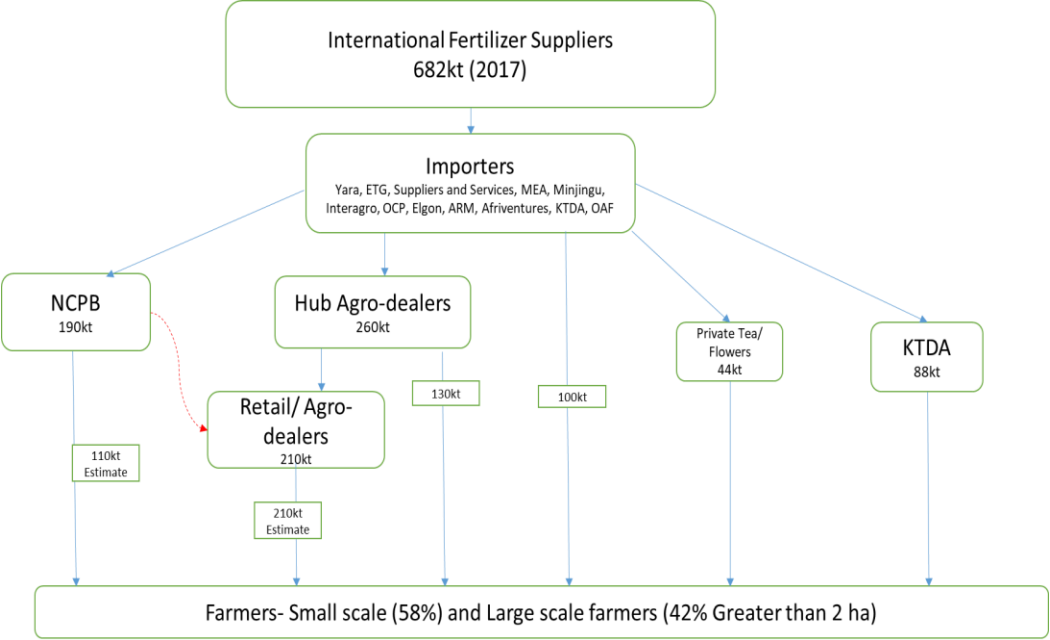 International Fertilizer Suppliers
682kt (2017)
Importers
Yara, ETG, Suppliers and Services, MEA, Minjingu,
Interagro, OCP, Elgon, ARM, Afriventures, KTDA, OAF
NCPB
190kt
Hub Agro-dealers
260kt
Private Tea/
Flowers
44kt
KTDA
88kt
Retail/ Agro-
dealers
210kt
130kt
100kt
110kt
Estimate
210kt
Estimate
Farmers- Small scale (58%) and Large scale farmers (42% Greater than 2 ha)